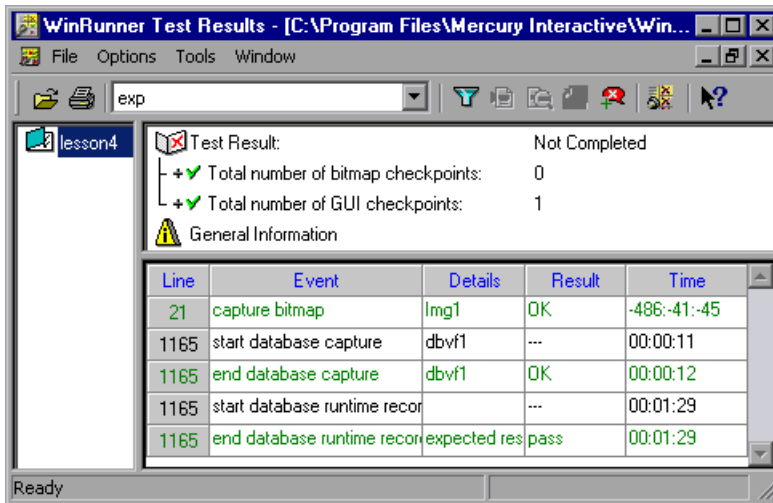 WinRunner Test Results - [C:\Program Files\Mercury Interactive\Win...
File Options Tools Window
exp
lesson4
Test Result: Not Completed
Total number of bitmap checkpoints: 0
Total number of GUI checkpoints: 1
General Information
Line Event Details Result Time
21 capture bitmap Img1 OK -486:-41:-45
1165 start database capture dbvf1 --- 00:00:11
1165 end database capture dbvf1 OK 00:00:12
1165 start database runtime recor --- 00:01:29
1165 end database runtime recor expected res pass 00:01:29
Ready